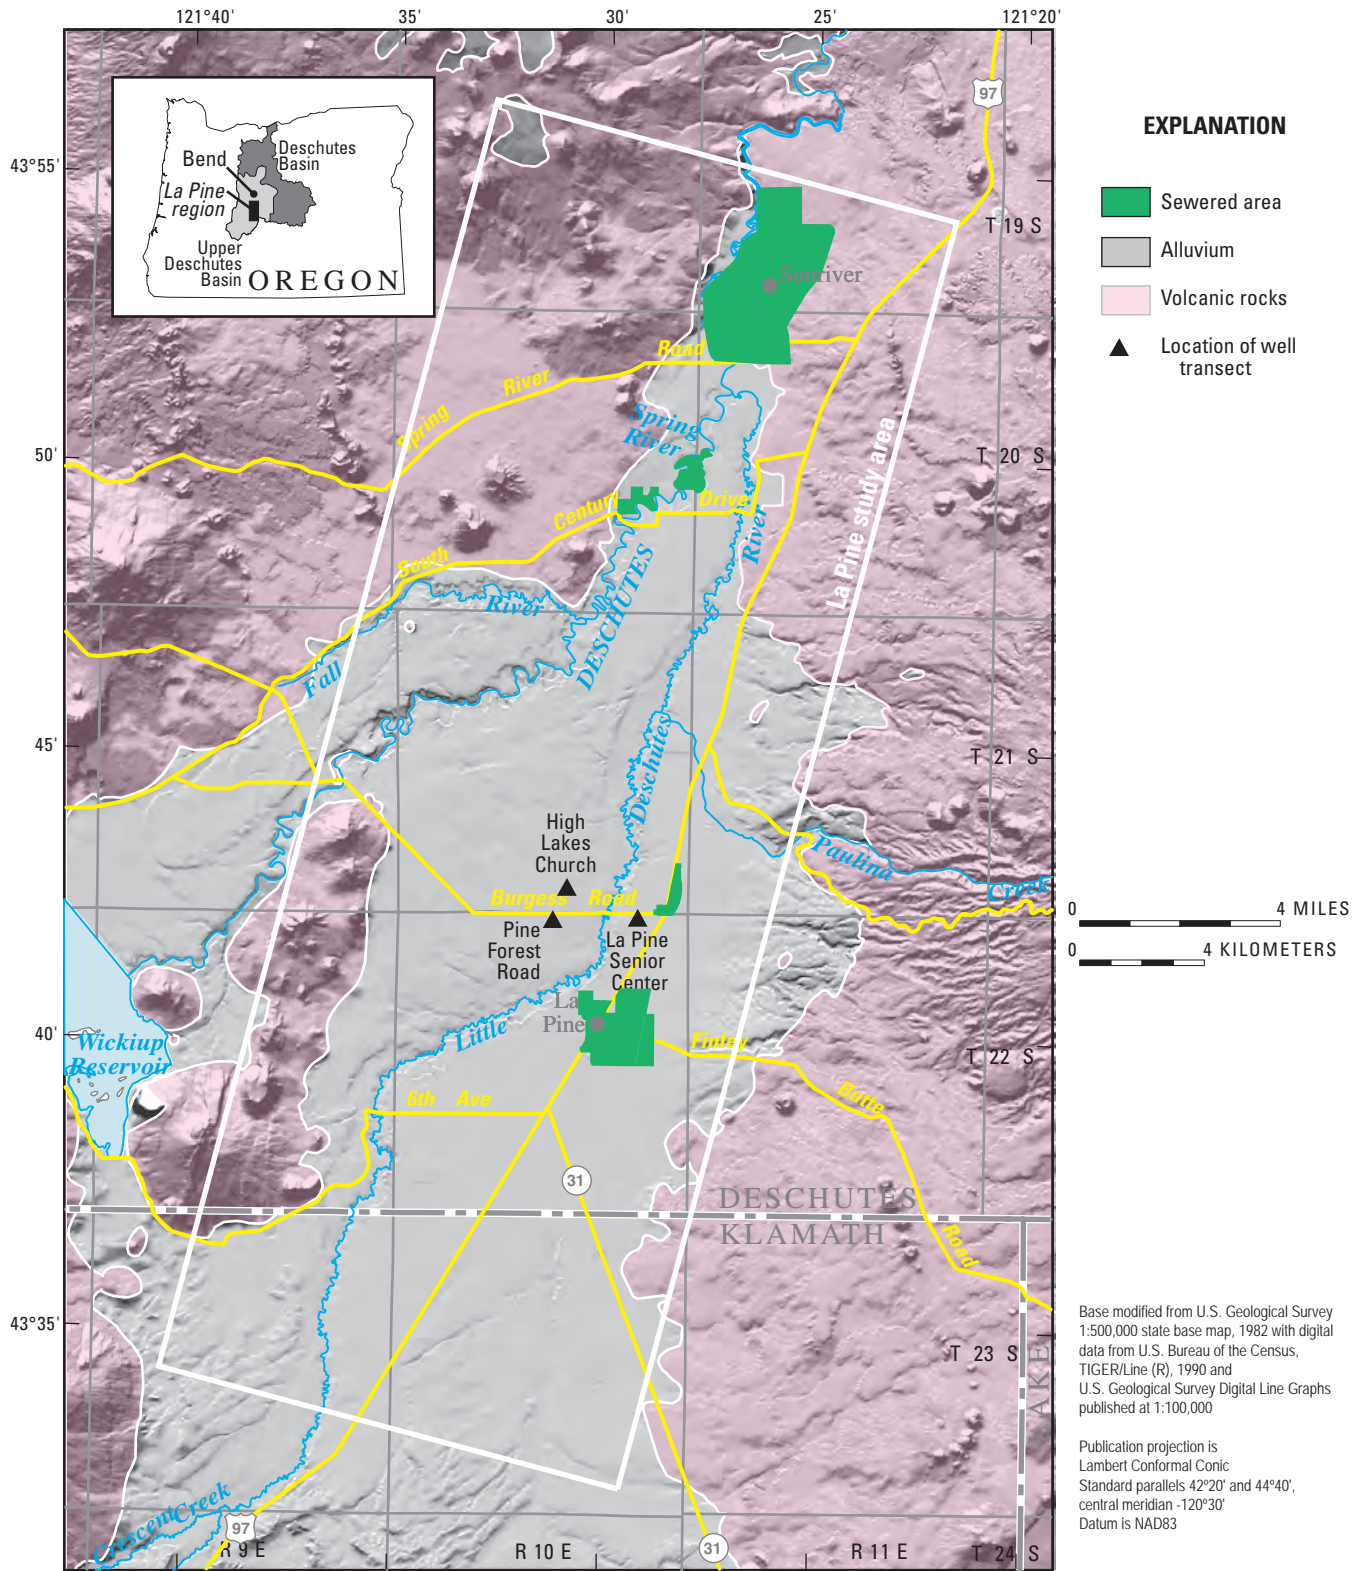 121°40'
35'
30'
25'
121°20'
97
43°55'
Bend
Deschutes
Basin
La Pine
region
Upper
Deschutes
Basin
OREGON
EXPLANATION
Sewered area
Alluvium
Volcanic rocks
Location of well
transect
T 19 S
Sunriver
Spring River Road
Spring
River
La Pine study area
50'
T 20 S
South Century Drive
River
River
DESCHUTES
Fall
45'
T 21 S
Deschutes
High
Lakes
Church
Paulina
Creek
Burgess Road
Pine
Forest
Road
La Pine
Senior
Center
0 4 MILES
0 4 KILOMETERS
La
Pine
40'
Wickiup
Reservoir
Little
Finley
Butte
Road
T 22 S
6th Ave
31
DESCHUTES
KLAMATH
43°35'
T 23 S
LAKE
Base modified from U.S. Geological Survey
1:500,000 state base map, 1982 with digital
data from U.S. Bureau of the Census,
TIGER/Line (R), 1990 and
U.S. Geological Survey Digital Line Graphs
published at 1:100,000
Publication projection is
Lambert Conformal Conic
Standard parallels 42°20' and 44°40',
central meridian -120°30'
Datum is NAD83
Crescent Creek
97
31
R 9 E
R 10 E
R 11 E
T 24 S